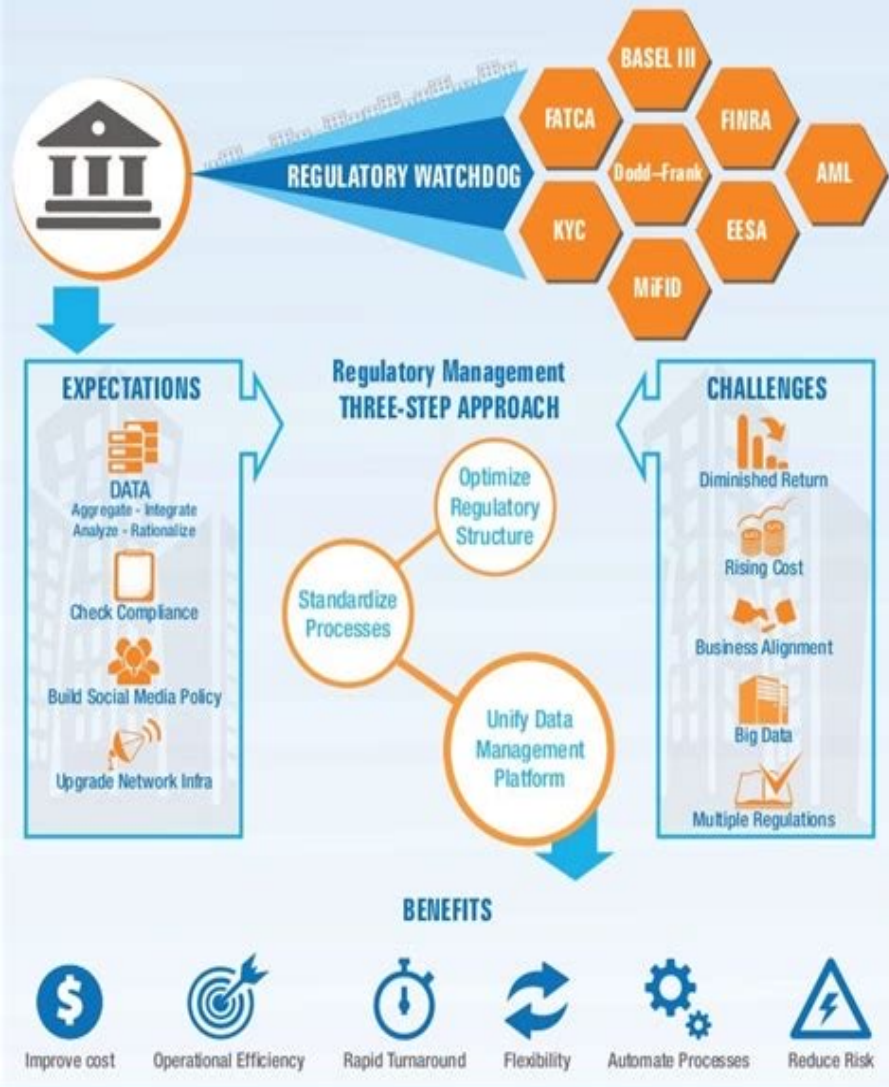 BASEL III
FATCA
FINRA
REGULATORY WATCHDOG
Dodd–Frank
AML
KYC
EESA
MiFID
EXPECTATIONS
DATA
Aggregate - Integrate
Analyze - Rationalize
Check Compliance
Build Social Media Policy
Upgrade Network Infra
Regulatory Management
THREE-STEP APPROACH
Optimize
Regulatory
Structure
Standardize
Processes
Unify Data
Management
Platform
CHALLENGES
Diminished Return
Rising Cost
Business Alignment
Big Data
Multiple Regulations
BENEFITS
$
Improve cost
Operational Efficiency
Rapid Turnaround
Flexibility
Automate Processes
Reduce Risk